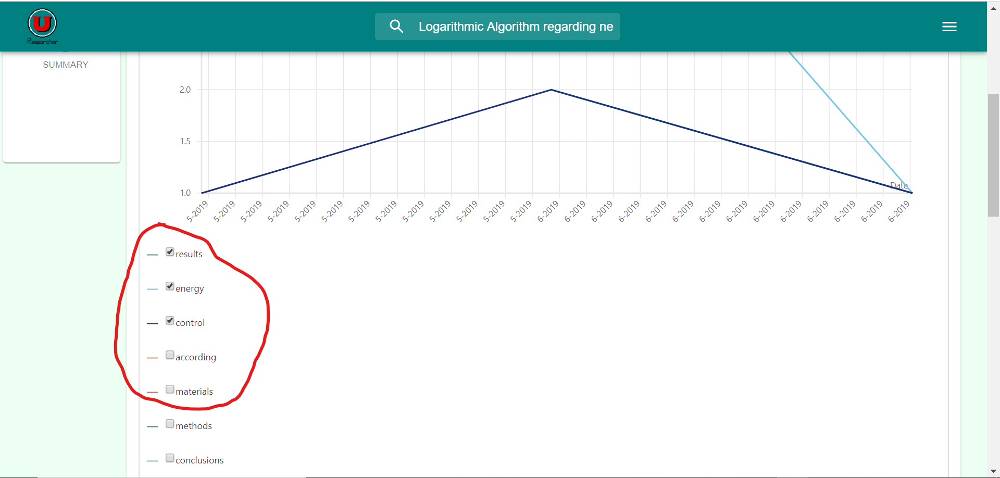 U
Researcher
Logarithmic Algorithm regarding ne
SUMMARY
2.0
1.5
1.0
Date
5-2019 5-2019 5-2019 5-2019 5-2019 5-2019 5-2019 5-2019 5-2019 5-2019 5-2019 5-2019 5-2019 6-2019 6-2019 6-2019 6-2019 6-2019 6-2019 6-2019 6-2019 6-2019 6-2019 6-2019 6-2019 6-2019 6-2019
results
energy
control
according
materials
methods
conclusions